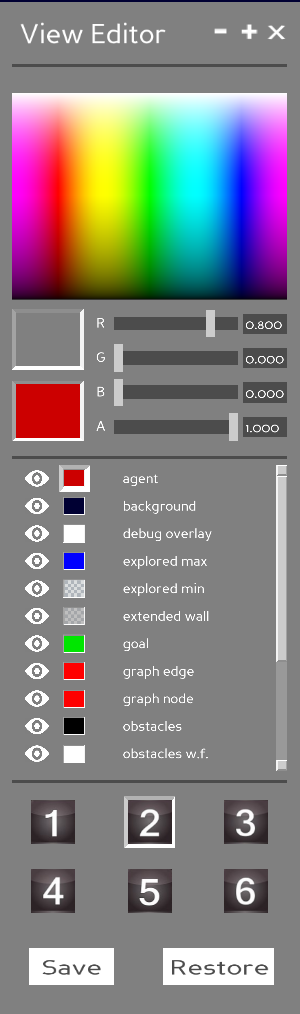 View Editor - + ×
R 0.800
G 0.000
B 0.000
A 1.000
agent
background
debug overlay
explored max
explored min
extended wall
goal
graph edge
graph node
obstacles
obstacles w.f.
1 2 3
4 5 6
Save Restore